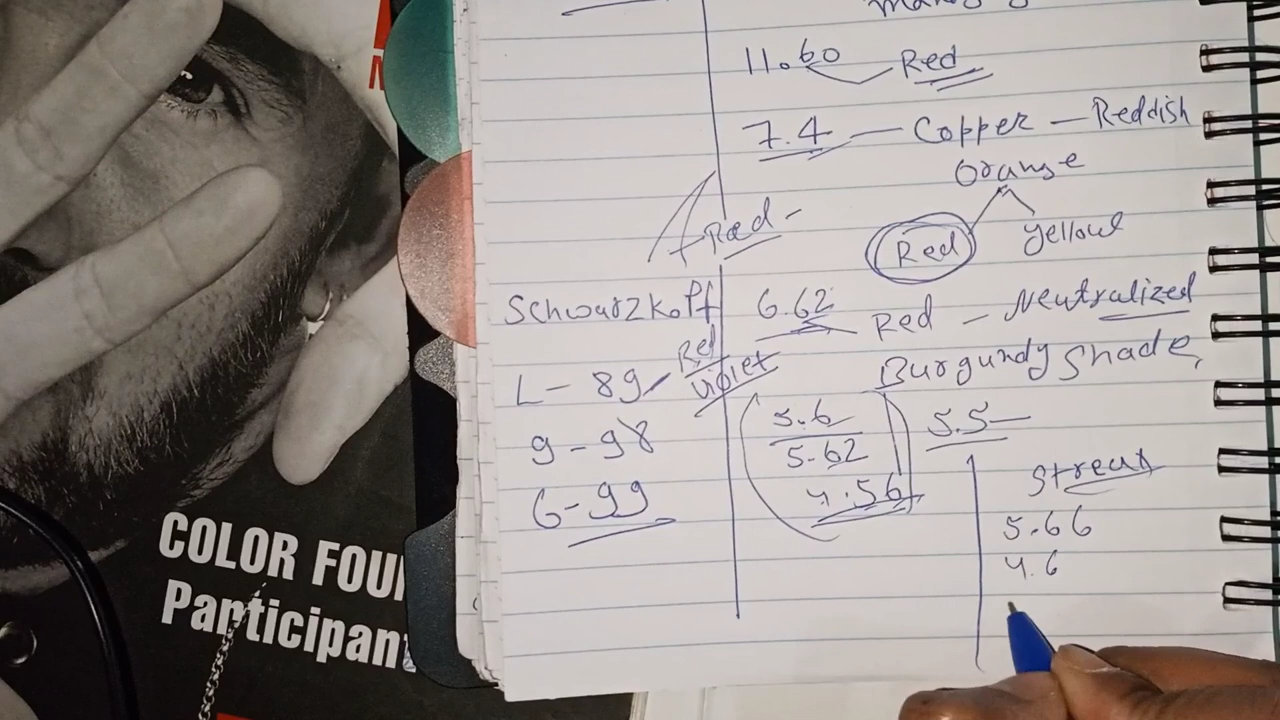 11.60 Red
7.4 — Copper — Reddish
Orange
Red -
Red yellow
Schwarzkopf 6.62 Red - Neutralized
Red
L - 89 Violet Burgundy Shade,
5.6 5.5 —
9-98 5.62
4.56
6-99
Streax
5.66
4.6
COLOR FOU
Participan